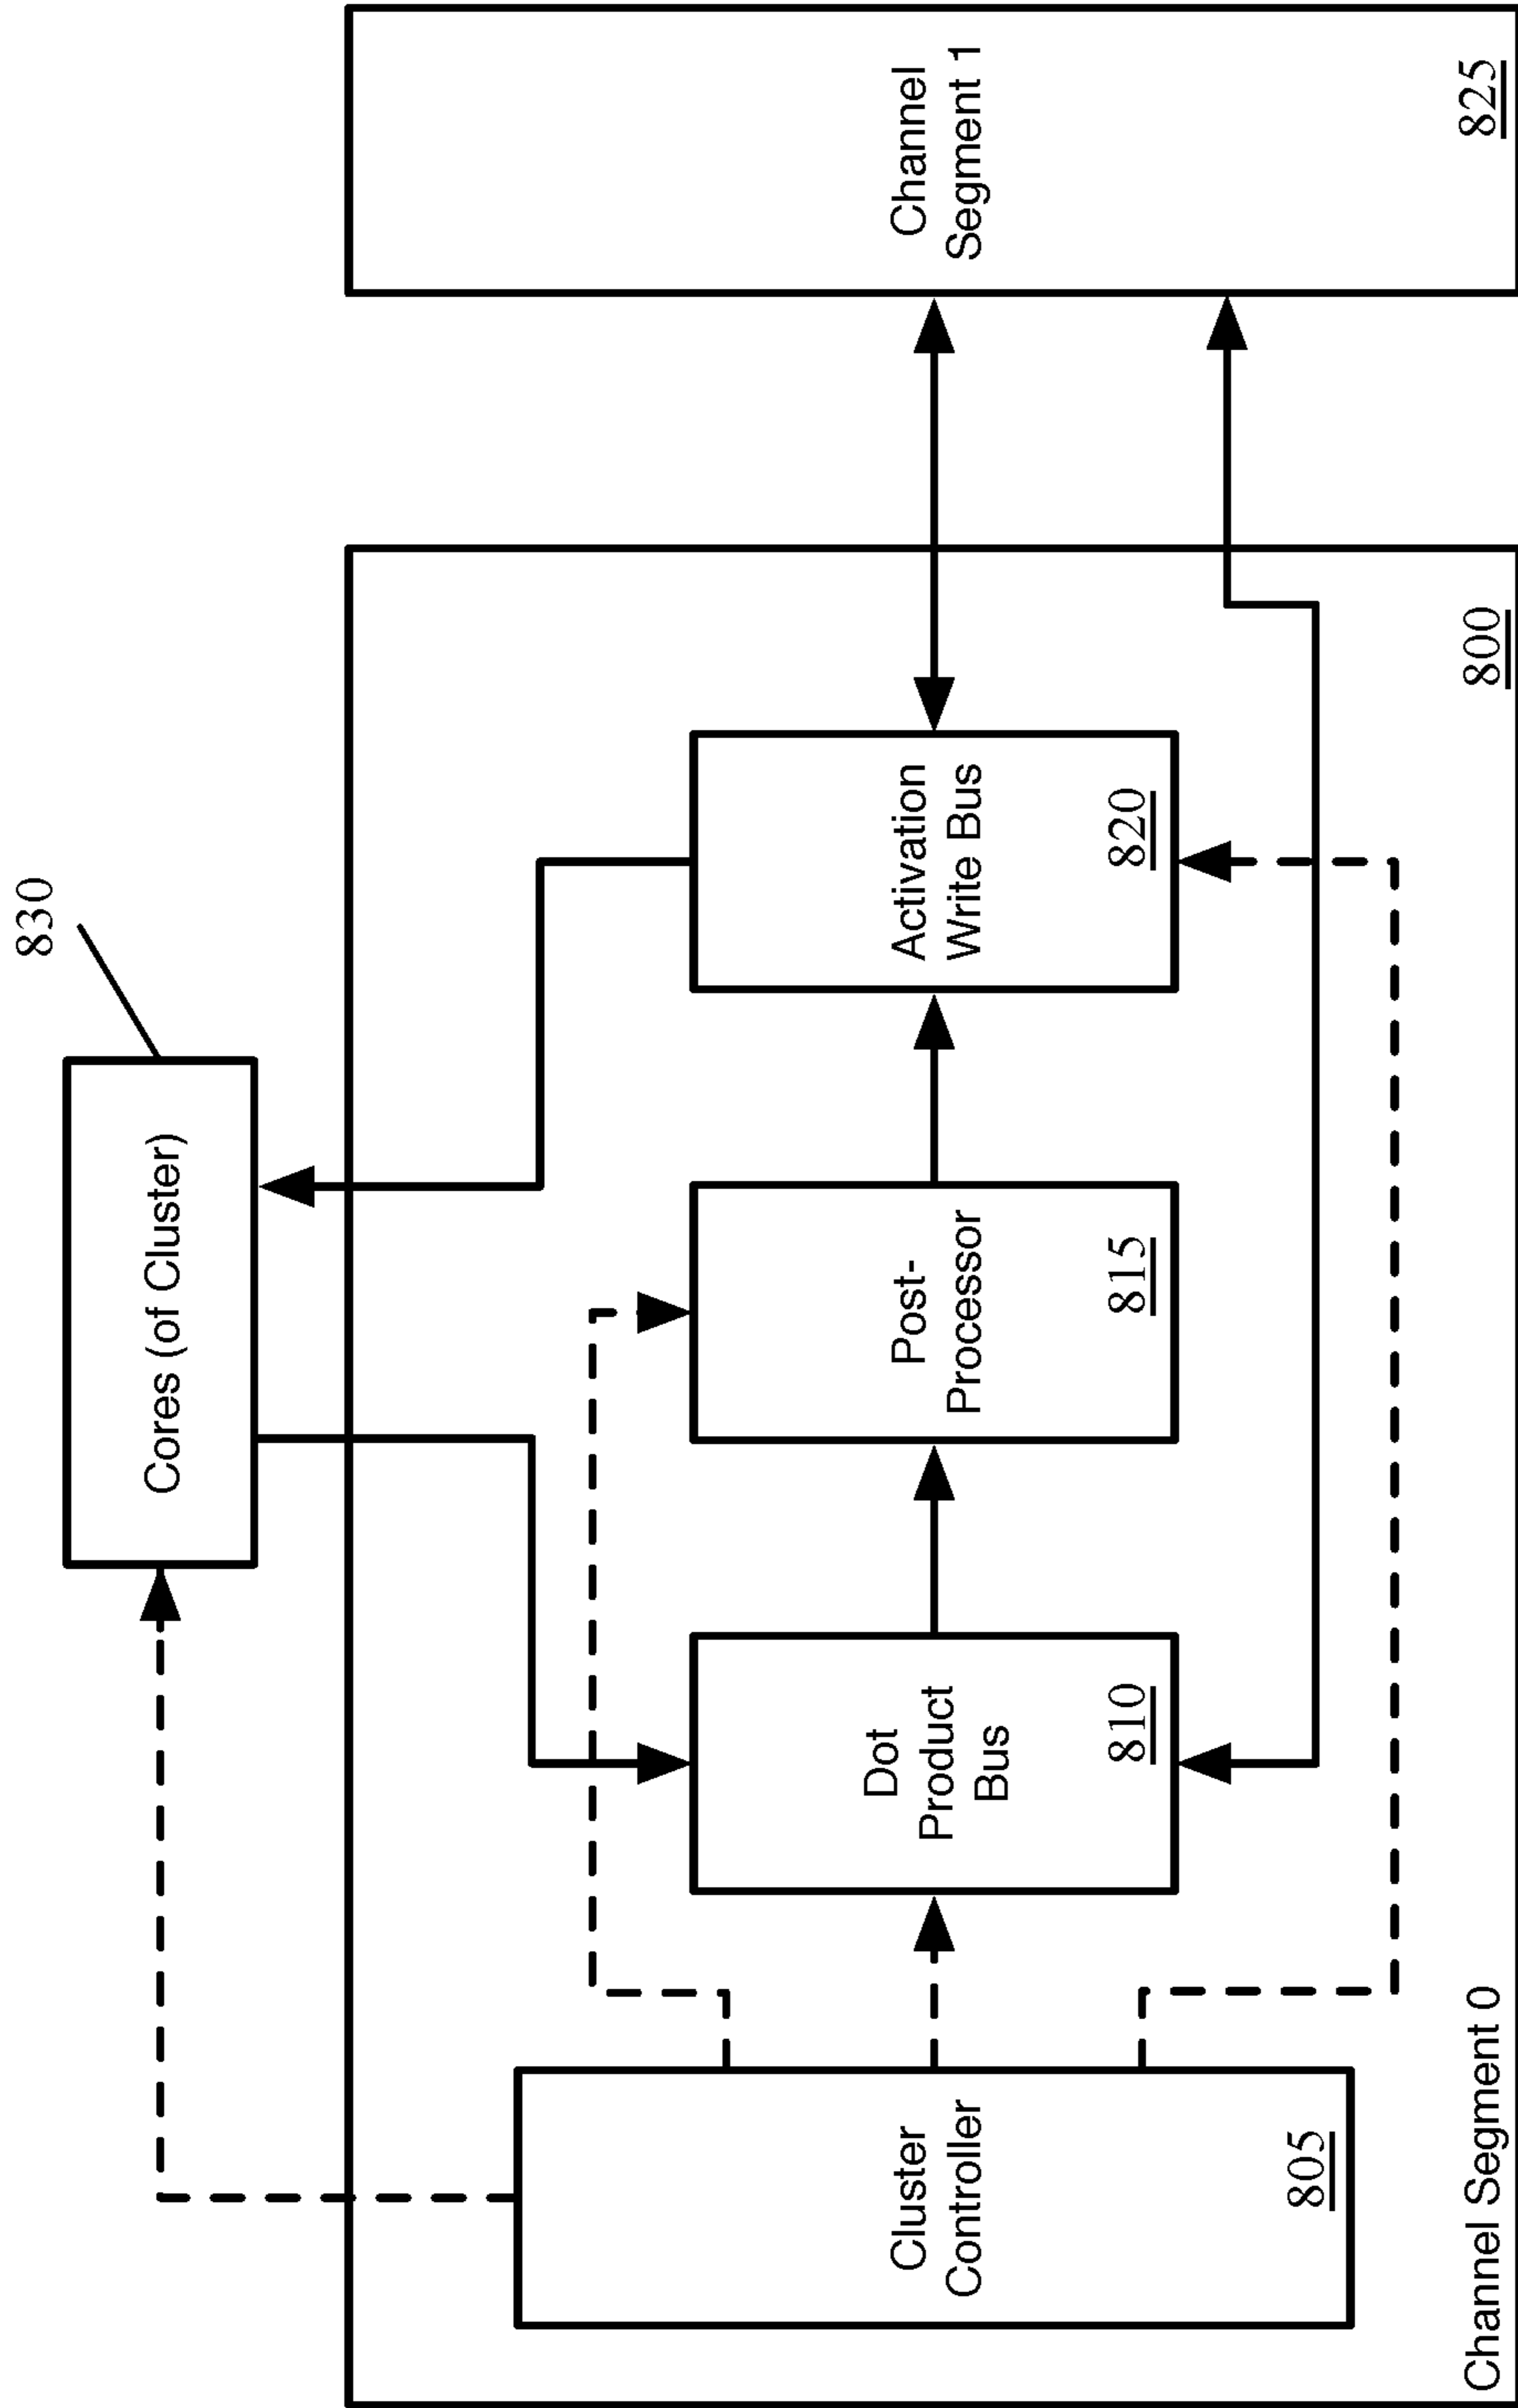 830
Cores (of Cluster)
Cluster
Controller
805
Dot
Product
Bus
810
Post-
Processor
815
Activation
Write Bus
820
Channel
Segment 1
825
Channel Segment 0
800